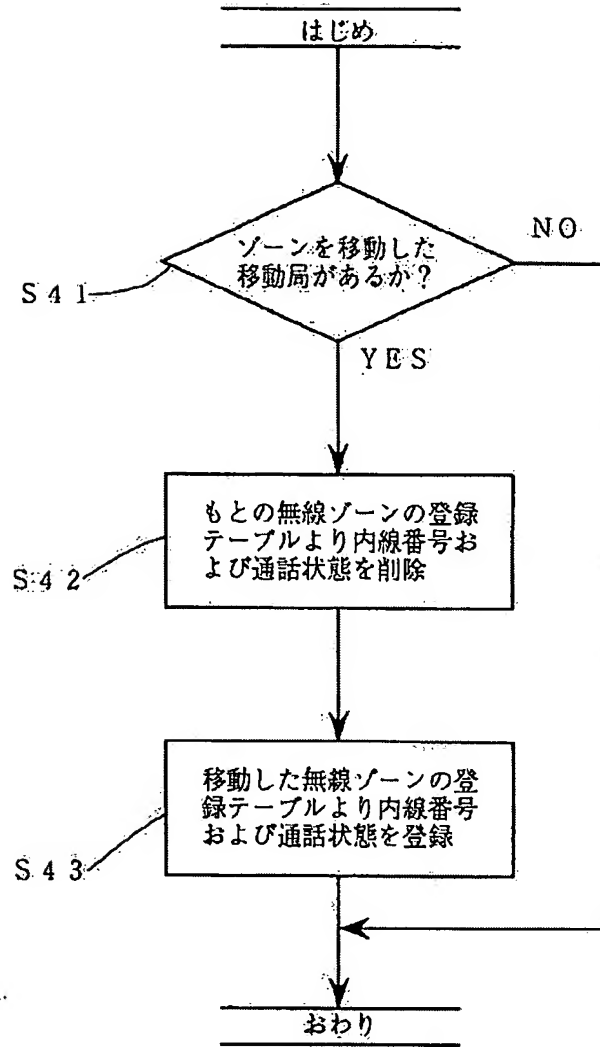 はじめ
ゾーンを移動した
移動局があるか?
NO
S41
YES
もとの無線ゾーンの登録
テーブルより内線番号お
よび通話状態を削除
S42
移動した無線ゾーンの登
録テーブルより内線番号
および通話状態を登録
S43
おわり